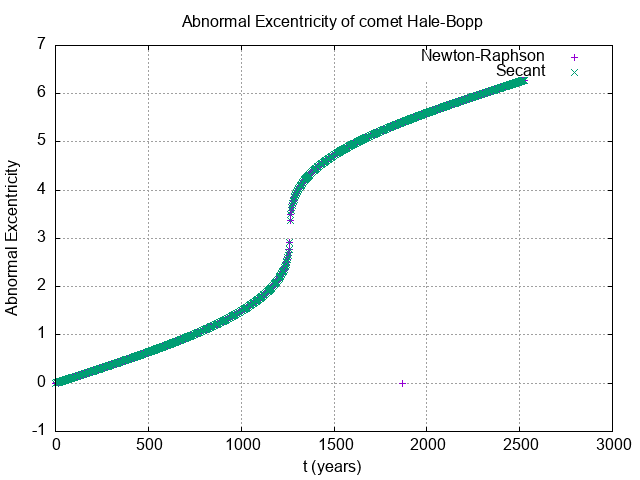 Abnormal Excentricity of comet Hale-Bopp
7
Newton-Raphson
Secant
6
5
4
3
2
1
0
-1
Abnormal Excentricity
0 500 1000 1500 2000 2500 3000
t (years)